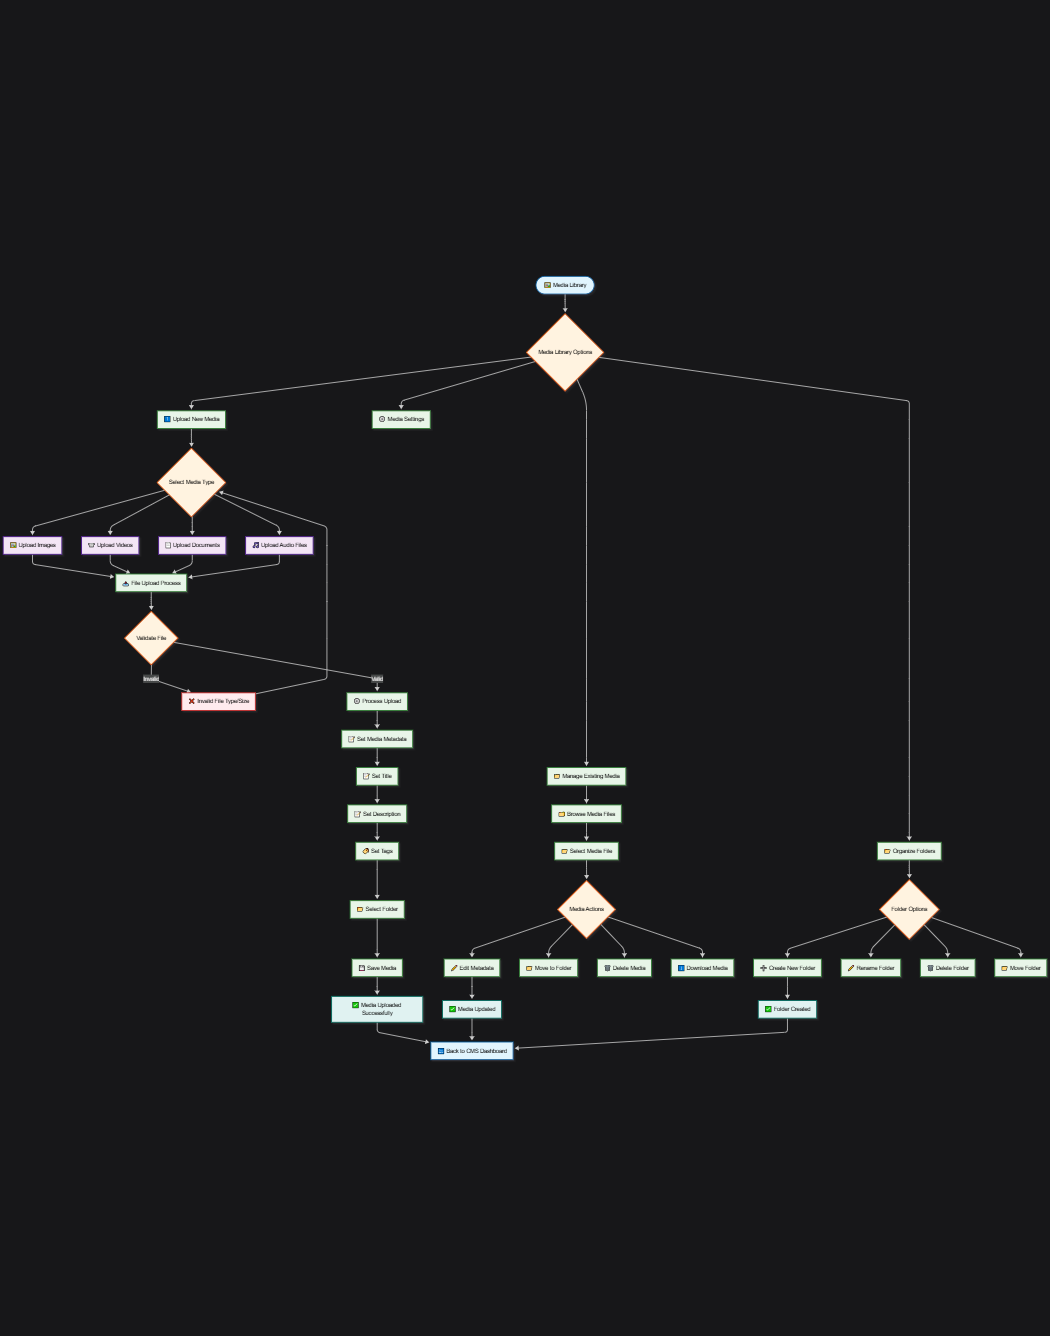 Media Library
Media Library Options
Upload New Media
Media Settings
Select Media Type
Upload Images
Upload Videos
Upload Documents
Upload Audio Files
File Upload Process
Validate File
Invalid
Valid
Invalid File Type/Size
Process Upload
Set Media Metadata
Set Title
Manage Existing Media
Set Description
Browse Media Files
Set Tags
Select Media File
Organize Folders
Select Folder
Media Actions
Folder Options
Save Media
Edit Metadata
Move to Folder
Delete Media
Download Media
Create New Folder
Rename Folder
Delete Folder
Move Folder
Media Uploaded
Successfully
Media Updated
Folder Created
Back to CMS Dashboard